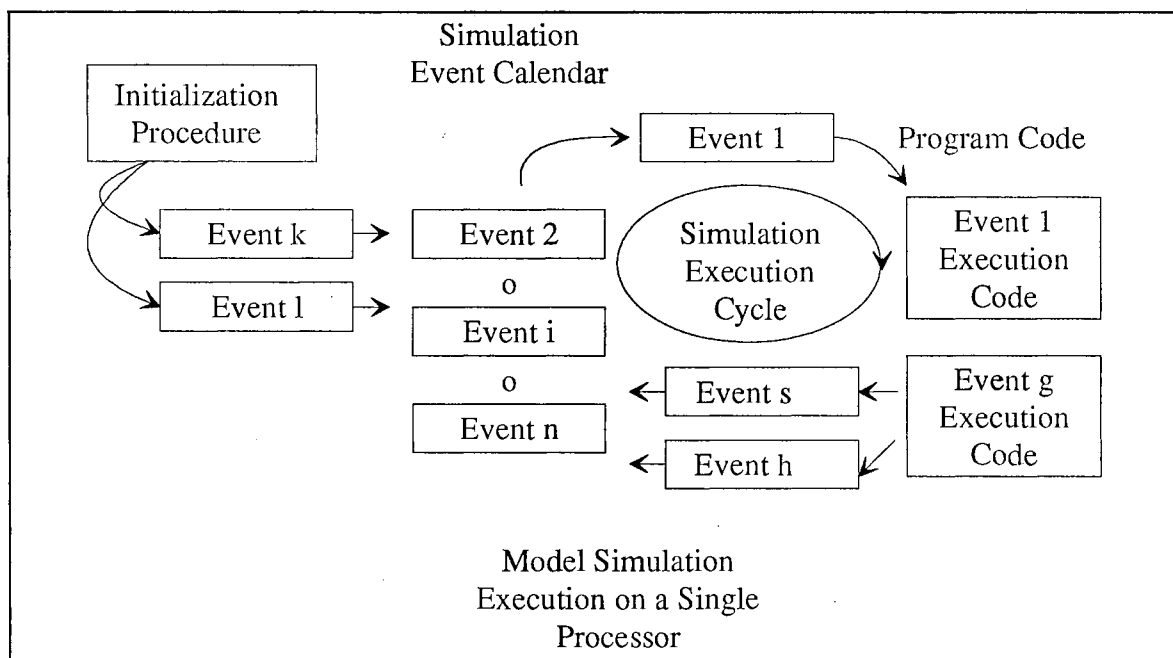 Simulation
Event Calendar
Initialization
Procedure
Event 1
Program Code
Event k
Event 2
Simulation
Execution
Cycle
Event 1
Execution
Code
o
Event l
Event i
o
Event s
Event g
Execution
Code
Event n
Event h
Model Simulation
Execution on a Single
Processor